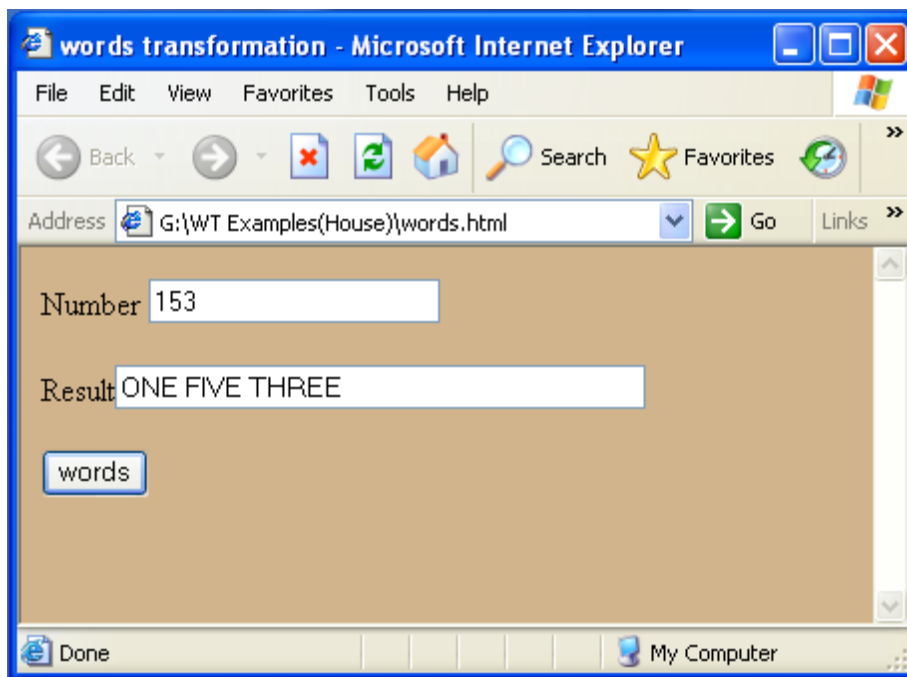 words transformation - Microsoft Internet Explorer
File Edit View Favorites Tools Help
Back Search Favorites »
Address G:\WT Examples(House)\words.html Go Links »
Number 153
Result ONE FIVE THREE
words
Done My Computer